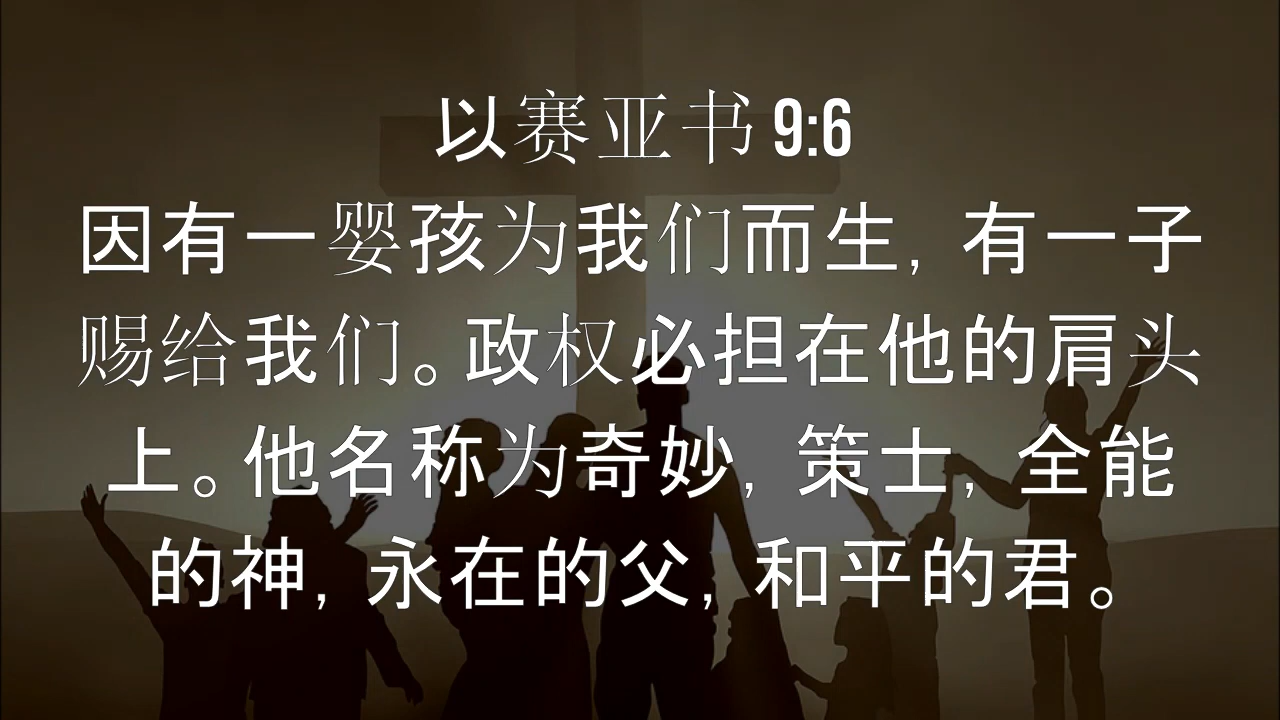 以赛亚书 9:6
因有一婴孩为我们而生，有一子
赐给我们。政权必担在他的肩头
上。他名称为奇妙，策士，全能
的神，永在的父，和平的君。